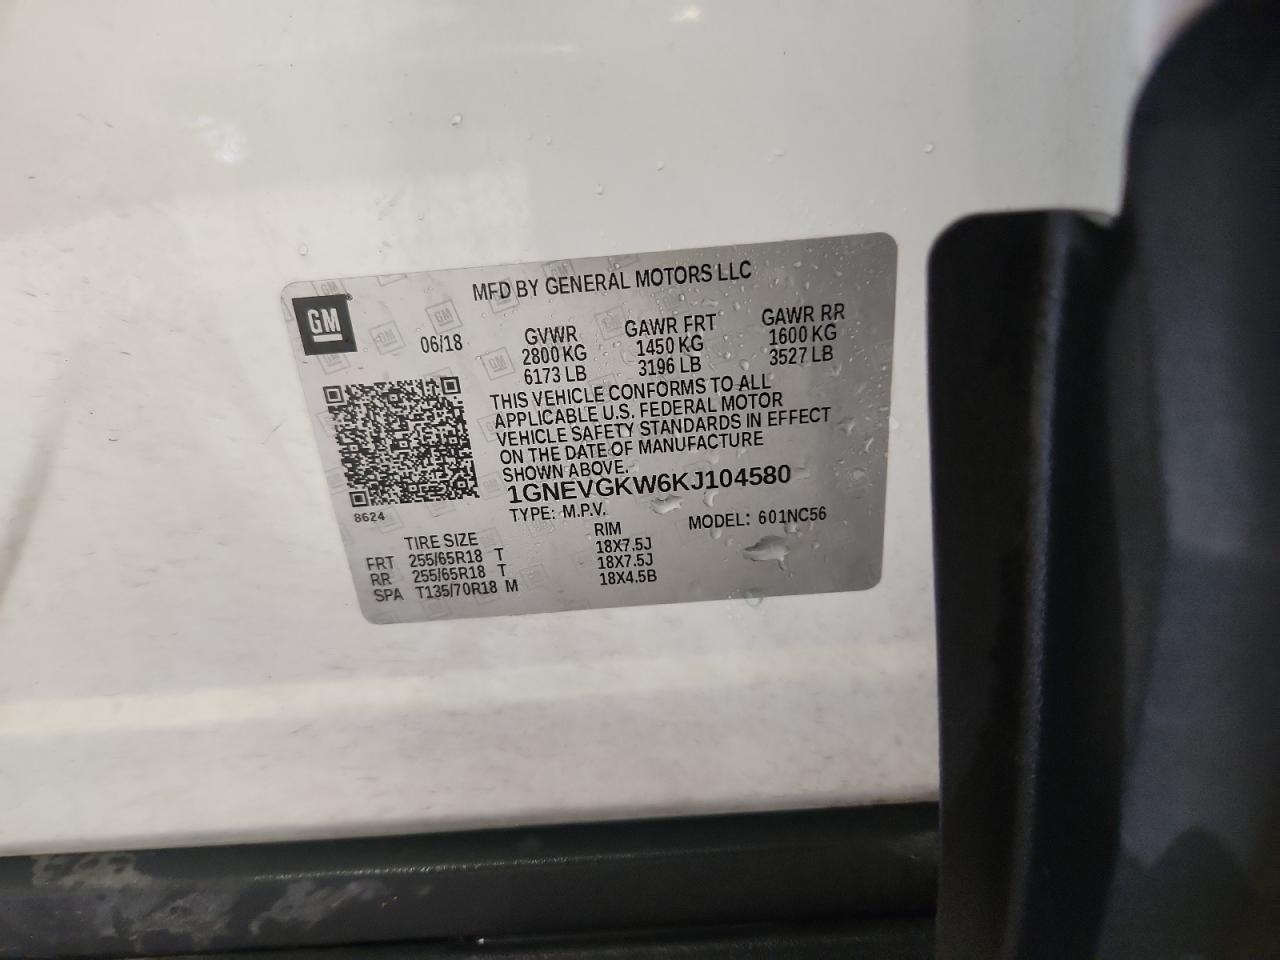 MFD BY GENERAL MOTORS LLC
GM
06/18
GVWR GAWR FRT GAWR RR
2800 KG 1450 KG 1600 KG
6173 LB 3196 LB 3527 LB
THIS VEHICLE CONFORMS TO ALL
APPLICABLE U.S. FEDERAL MOTOR
VEHICLE SAFETY STANDARDS IN EFFECT
ON THE DATE OF MANUFACTURE
SHOWN ABOVE.
1GNEVGKW6KJ104580
8624
TYPE: M.P.V. MODEL: 601NC56
TIRE SIZE RIM
FRT 255/65R18 T 18X7.5J
RR 255/65R18 T 18X7.5J
SPA T135/70R18 M 18X4.5B